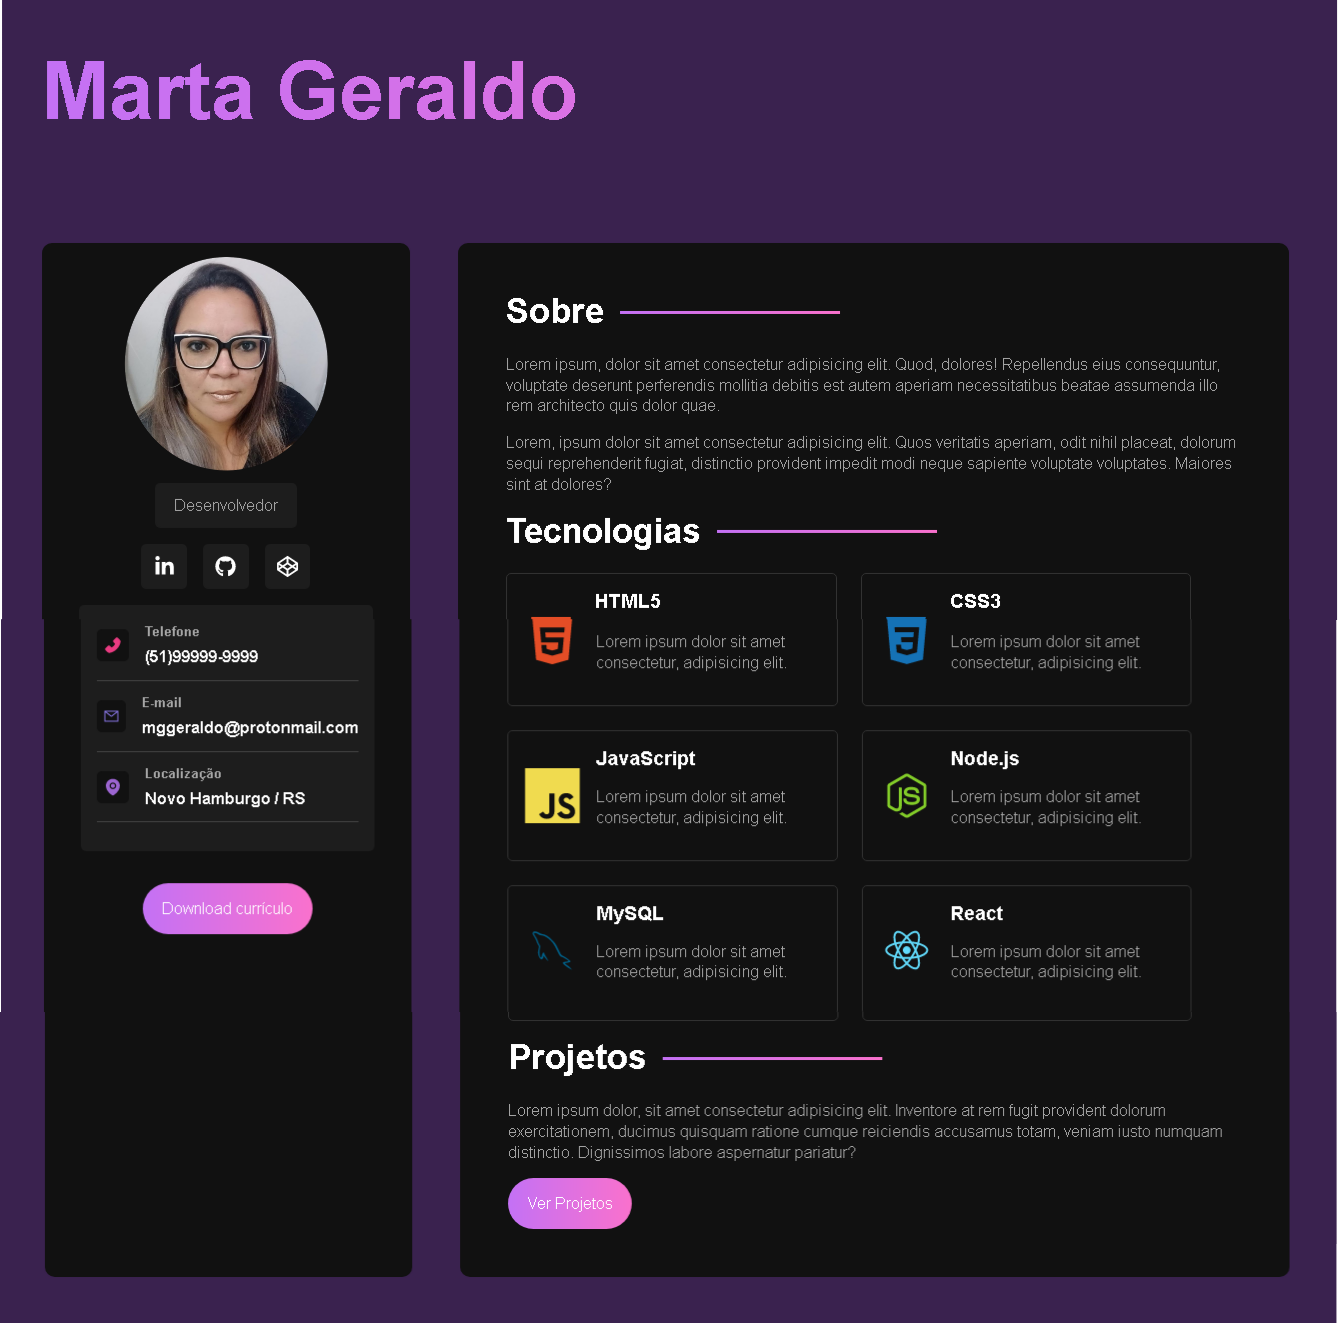 Marta Geraldo
Desenvolvedor
in
Telefone
(51)99999-9999
E-mail
mggeraldo@protonmail.com
Localização
Novo Hamburgo / RS
Download currículo
Sobre
Lorem ipsum, dolor sit amet consectetur adipisicing elit. Quod, dolores! Repellendus eius consequuntur,
voluptate deserunt perferendis mollitia debitis est autem aperiam necessitatibus beatae assumenda illo
rem architecto quis dolor quae.
Lorem, ipsum dolor sit amet consectetur adipisicing elit. Quos veritatis aperiam, odit nihil placeat, dolorum
sequi reprehenderit fugiat, distinctio provident impedit modi neque sapiente voluptate voluptates. Maiores
sint at dolores?
Tecnologias
5
HTML5
Lorem ipsum dolor sit amet
consectetur, adipisicing elit.
3
CSS3
Lorem ipsum dolor sit amet
consectetur, adipisicing elit.
JS
JavaScript
Lorem ipsum dolor sit amet
consectetur, adipisicing elit.
JS
Node.js
Lorem ipsum dolor sit amet
consectetur, adipisicing elit.
MySQL
Lorem ipsum dolor sit amet
consectetur, adipisicing elit.
React
Lorem ipsum dolor sit amet
consectetur, adipisicing elit.
Projetos
Lorem ipsum dolor, sit amet consectetur adipisicing elit. Inventore at rem fugit provident dolorum
exercitationem, ducimus quisquam ratione cumque reiciendis accusamus totam, veniam iusto numquam
distinctio. Dignissimos labore aspernatur pariatur?
Ver Projetos